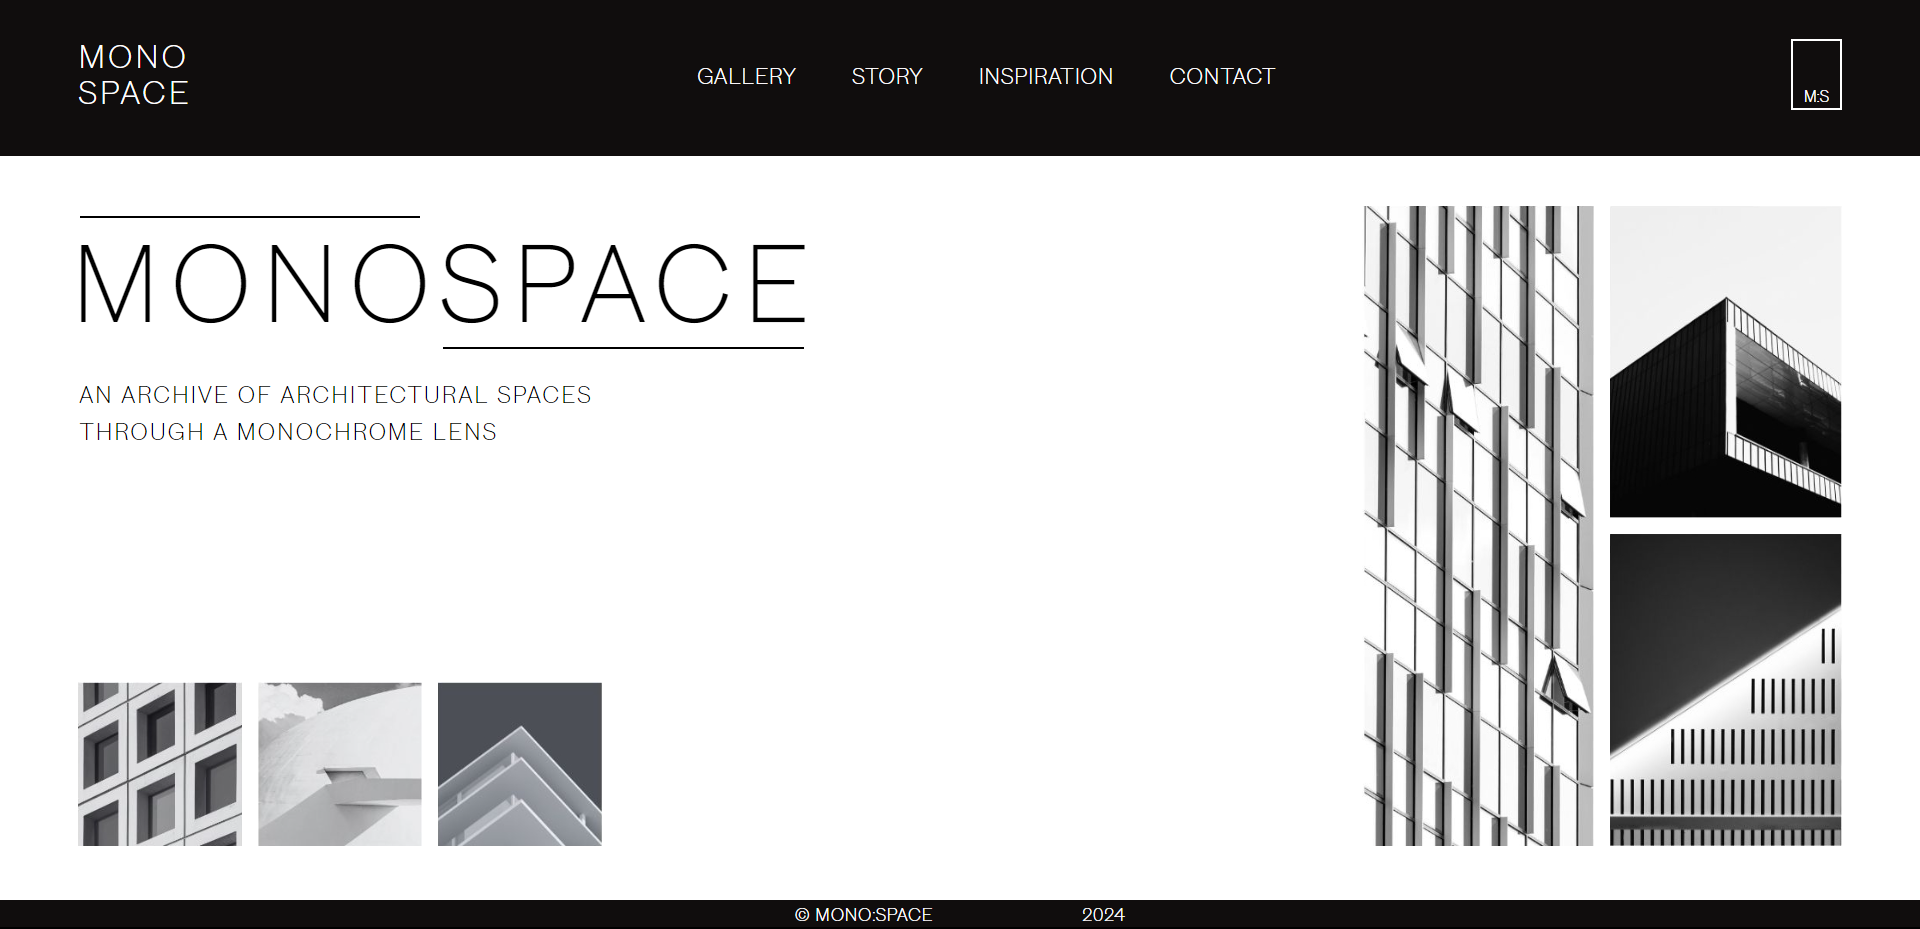 MONO
SPACE
GALLERY STORY INSPIRATION CONTACT
M:S
MONOSPACE
AN ARCHIVE OF ARCHITECTURAL SPACES
THROUGH A MONOCHROME LENS
© MONO:SPACE 2024